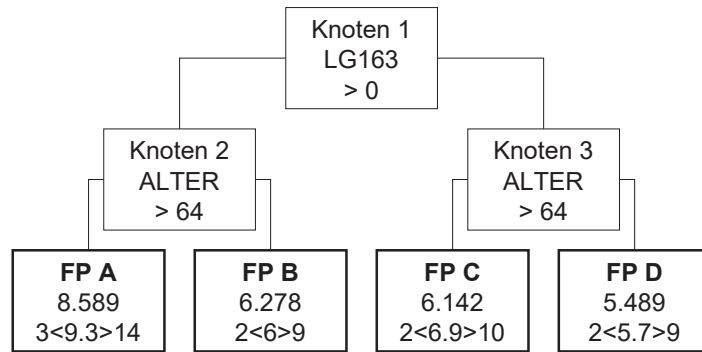 Knoten 1
LG163
> 0
Knoten 2
ALTER
> 64
Knoten 3
ALTER
> 64
FP A
8.589
3<9.3>14
FP B
6.278
2<6>9
FP C
6.142
2<6.9>10
FP D
5.489
2<5.7>9